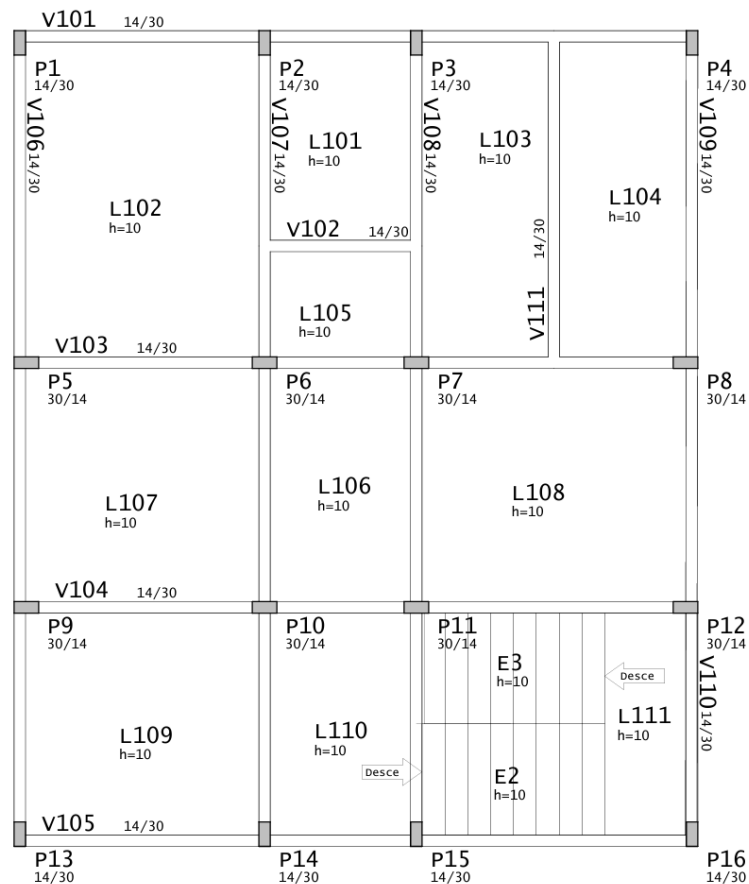 V101 14/30
P1
14/30
P2
14/30
P3
14/30
P4
14/30
V106 14/30
V107 14/30
V108 14/30
V109 14/30
L101
h=10
L103
h=10
L102
h=10
L104
h=10
V102 14/30
V111 14/30
L105
h=10
V103 14/30
P5
30/14
P6
30/14
P7
30/14
P8
30/14
L106
h=10
L107
h=10
L108
h=10
V104 14/30
P9
30/14
P10
30/14
P11
30/14
P12
30/14
E3
h=10
Desce
V110 14/30
L109
h=10
L110
h=10
L111
h=10
Desce
E2
h=10
V105 14/30
P13
14/30
P14
14/30
P15
14/30
P16
14/30